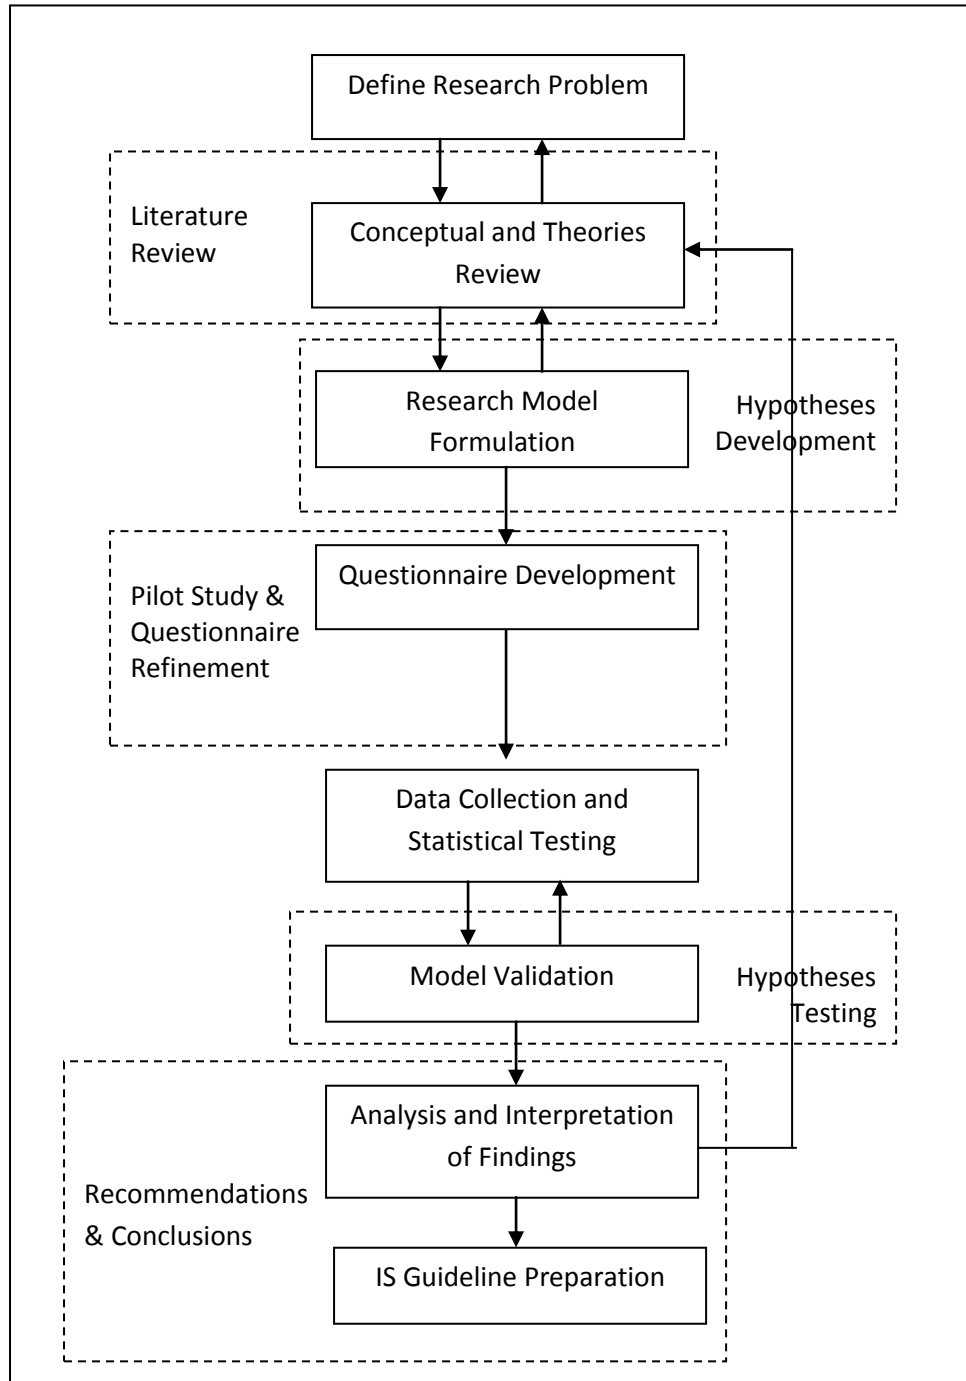 Define Research Problem
Literature
Review
Conceptual and Theories
Review
Research Model
Formulation
Hypotheses
Development
Questionnaire Development
Pilot Study &
Questionnaire
Refinement
Data Collection and
Statistical Testing
Model Validation
Hypotheses
Testing
Analysis and Interpretation
of Findings
Recommendations
& Conclusions
IS Guideline Preparation